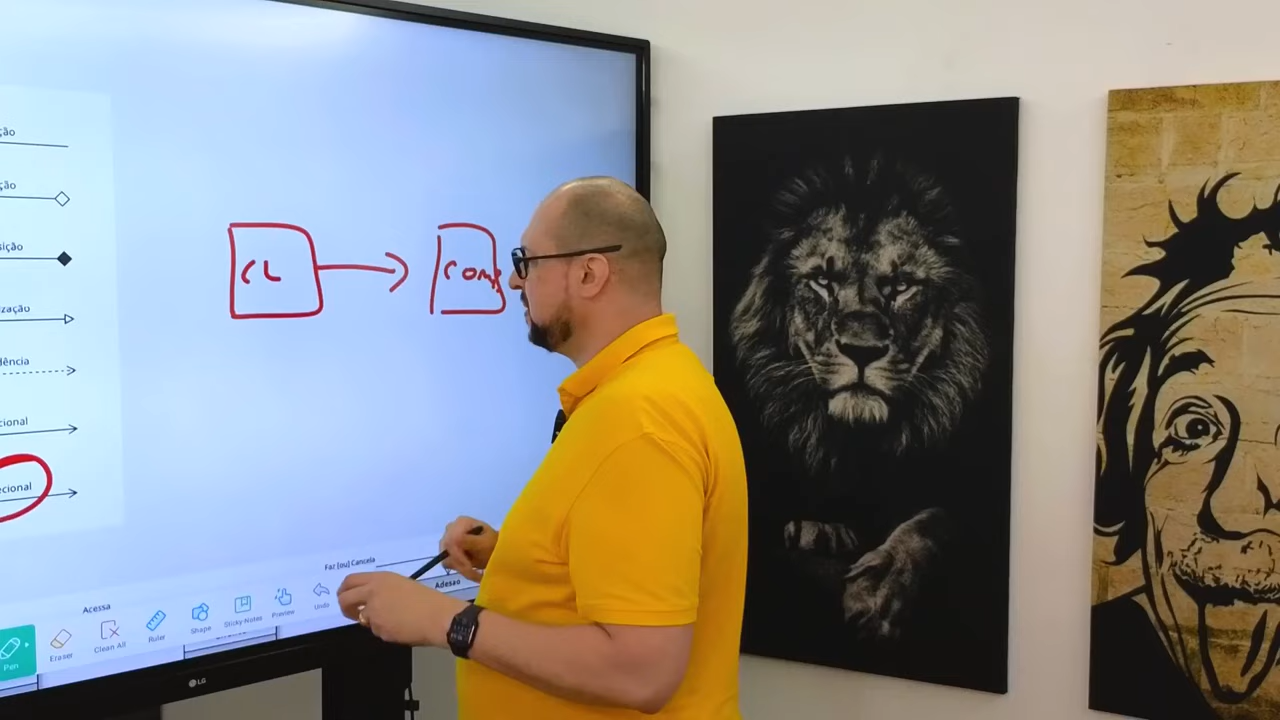 ção
ção
sição
ização
dência
cional
ecional
CL
Com
Faz [ou] Cancela
Adesao
Acessa
Pen
Eraser
Clean All
Ruler
Shape
Sticky Notes
Preview
Undo
LG